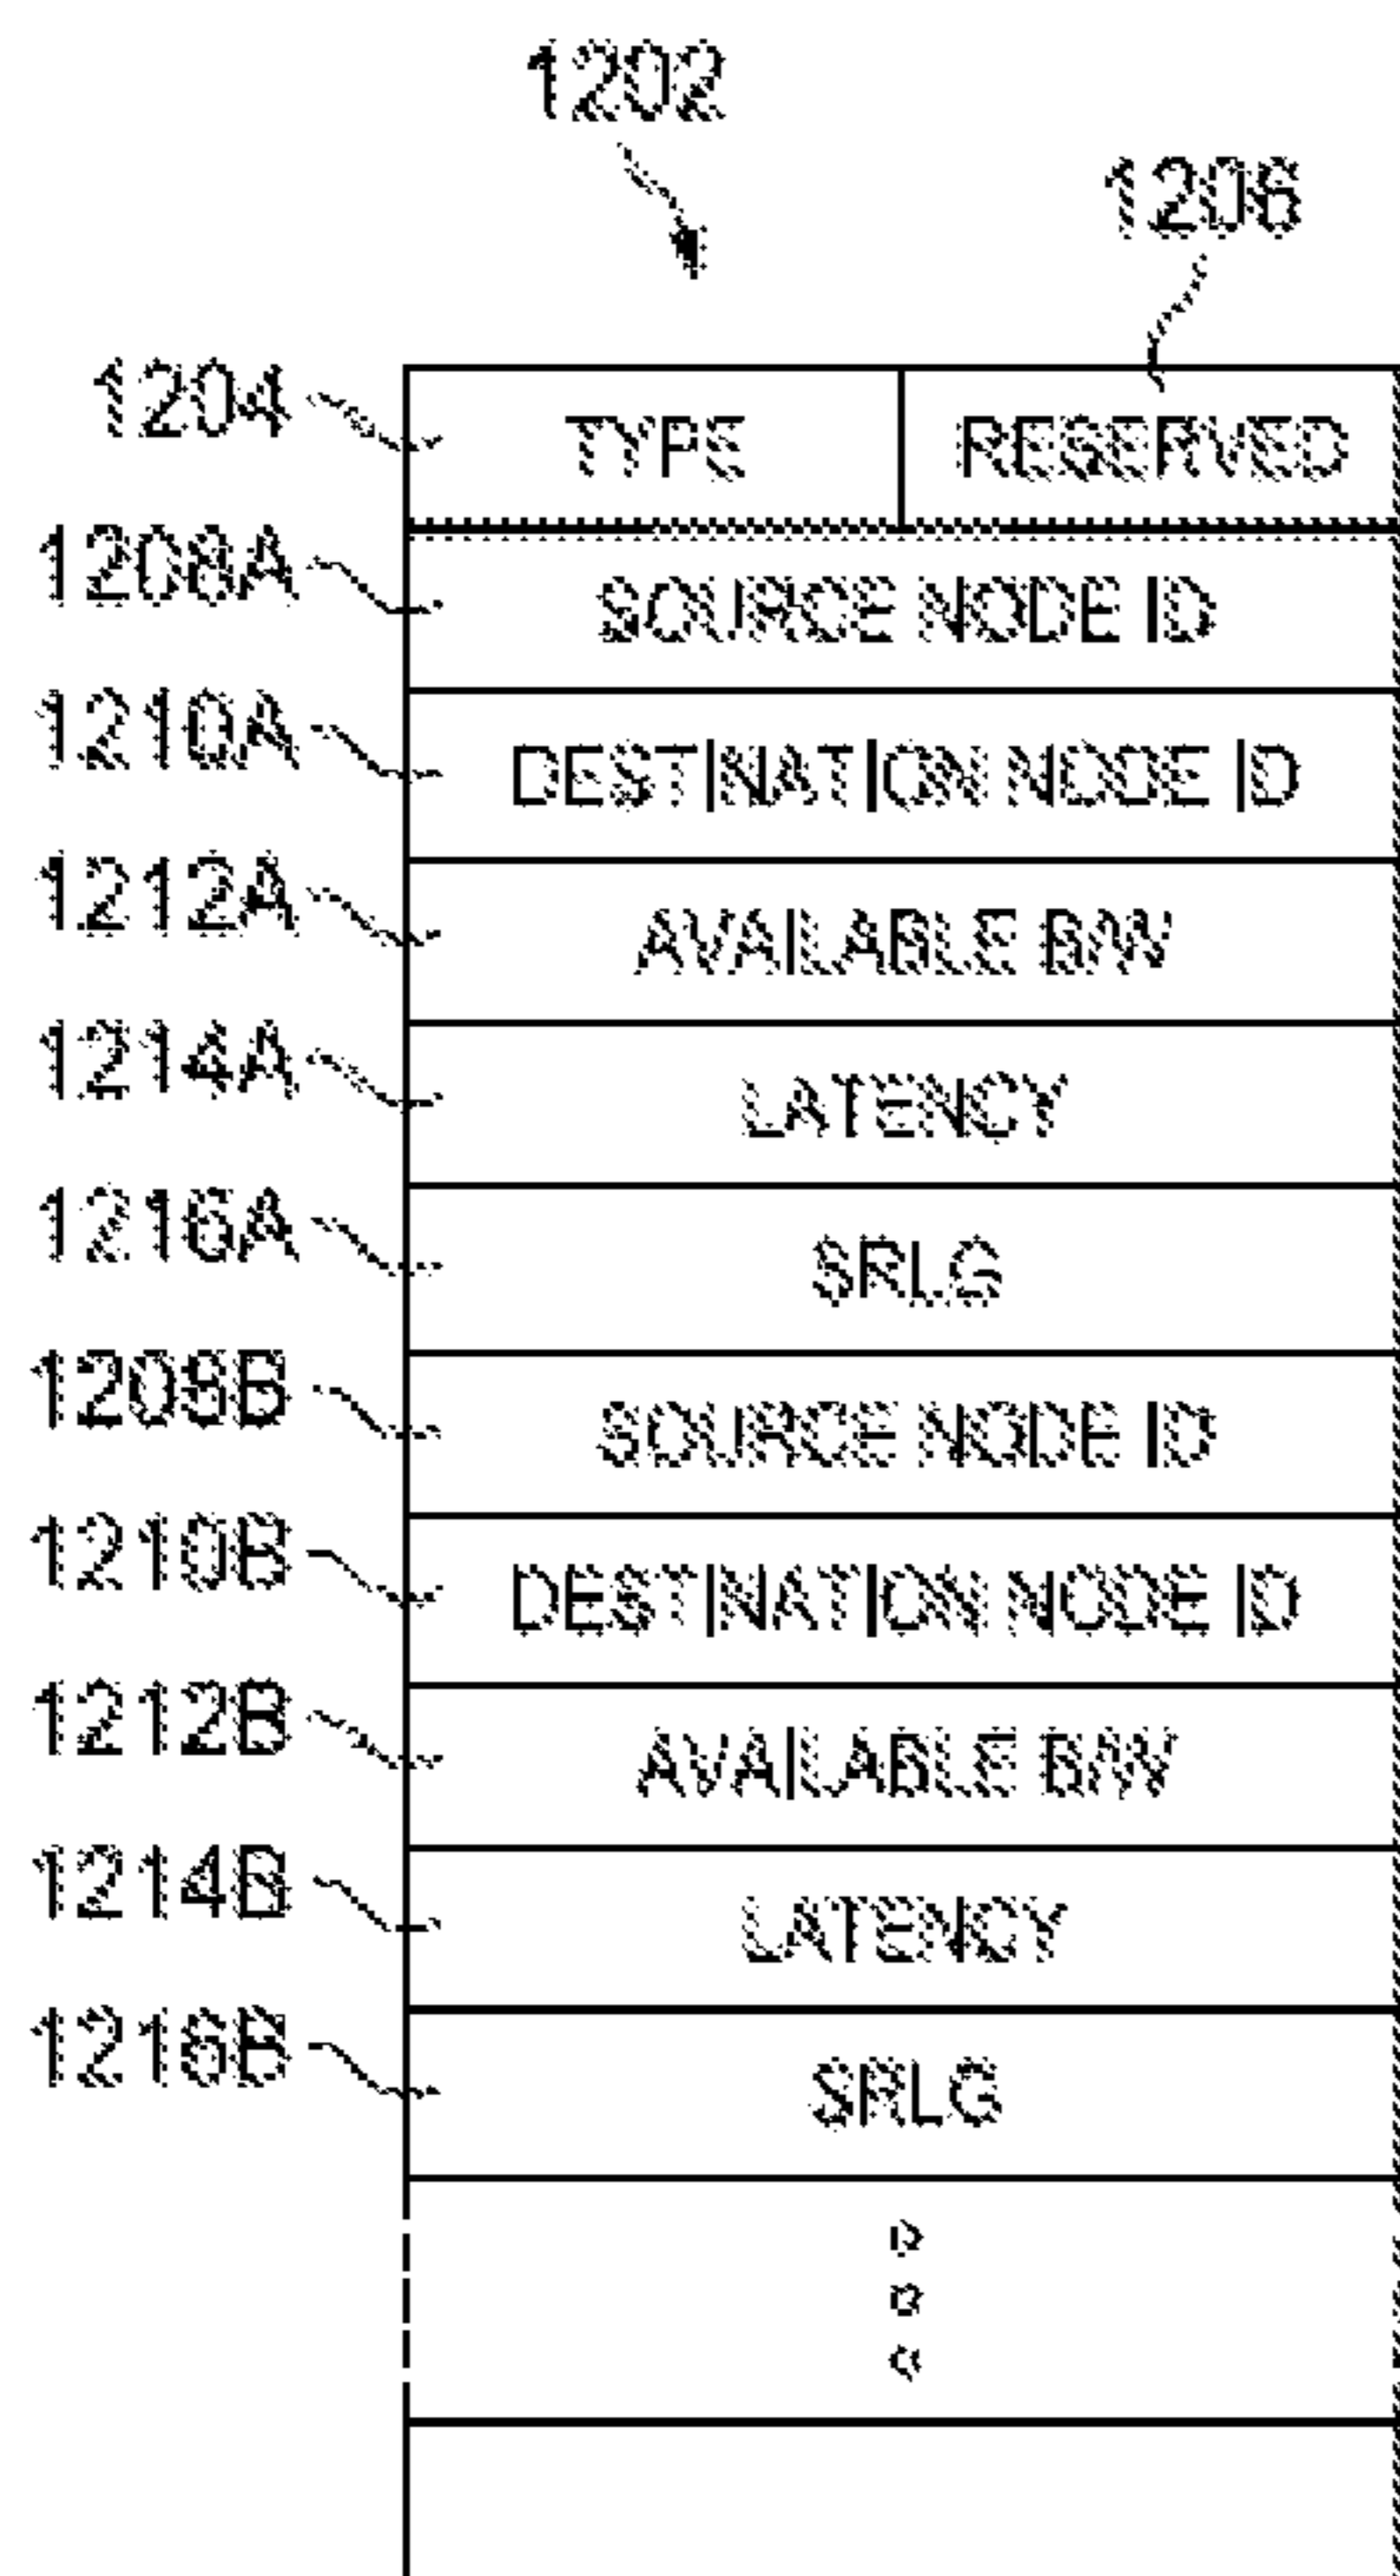 1202
1206
1204 TYPE RESERVED
1208A SOURCE NODE ID
1210A DESTINATION NODE ID
1212A AVAILABLE B/W
1214A LATENCY
1216A SRLG
1208B SOURCE NODE ID
1210B DESTINATION NODE ID
1212B AVAILABLE B/W
1214B LATENCY
1216B SRLG